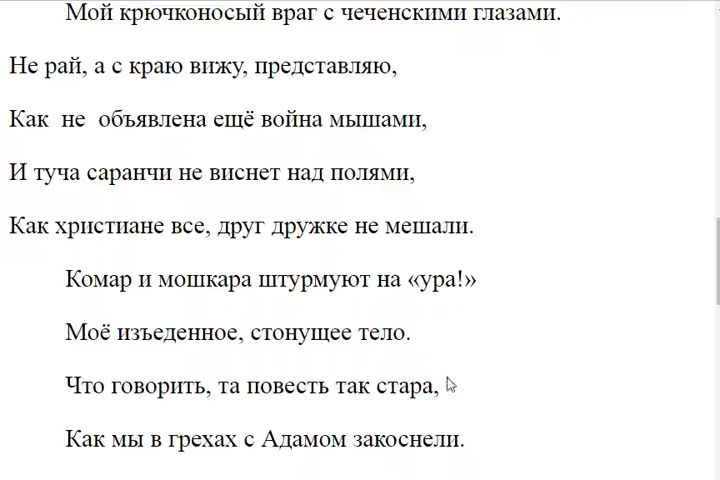 Мой крючконосый враг с чеченскими глазами.
Не рай, а с краю вижу, представляю,
Как не объявлена ещё война мышами,
И туча саранчи не виснет над полями,
Как христиане все, друг дружке не мешали.
Комар и мошкара штурмуют на «ура!»
Моё изъеденное, стонущее тело.
Что говорить, та повесть так стара,
Как мы в грехах с Адамом закоснели.